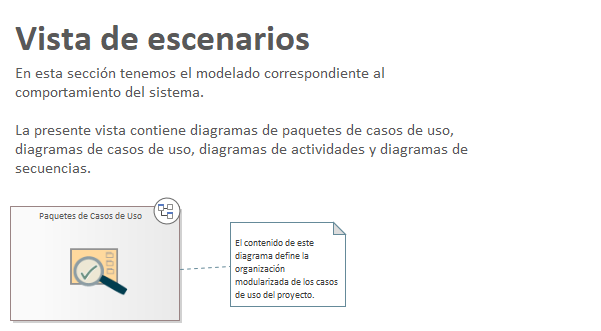 Vista de escenarios
En esta sección tenemos el modelado correspondiente al
comportamiento del sistema.
La presente vista contiene diagramas de paquetes de casos de uso,
diagramas de casos de uso, diagramas de actividades y diagramas de
secuencias.
Paquetes de Casos de Uso
El contenido de este
diagrama define la
organización
modularizada de los casos
de uso del proyecto.